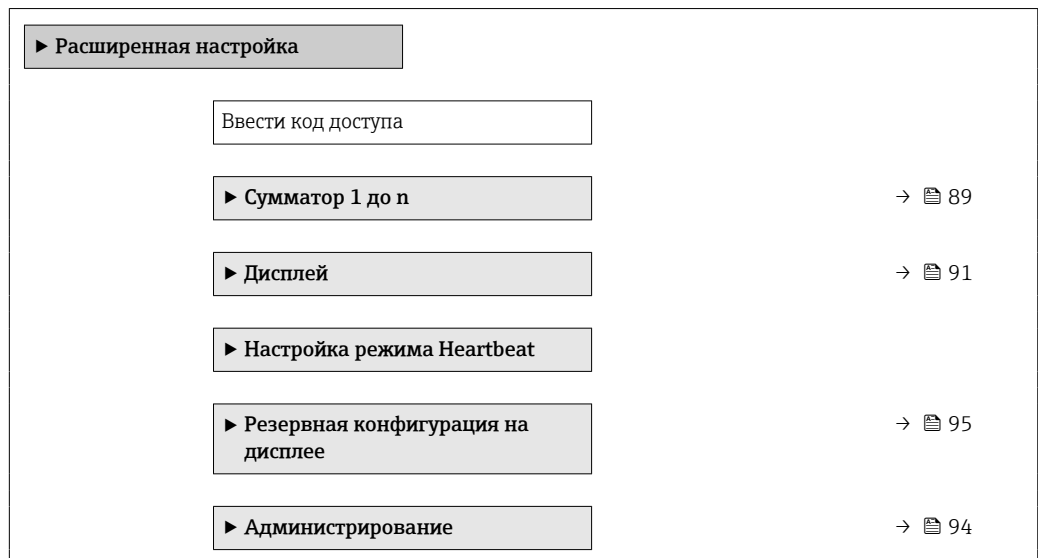 ► Расширенная настройка
Ввести код доступа
► Сумматор 1 до n → 89
► Дисплей → 91
► Настройка режима Heartbeat
► Резервная конфигурация на → 95
дисплее
► Администрирование → 94